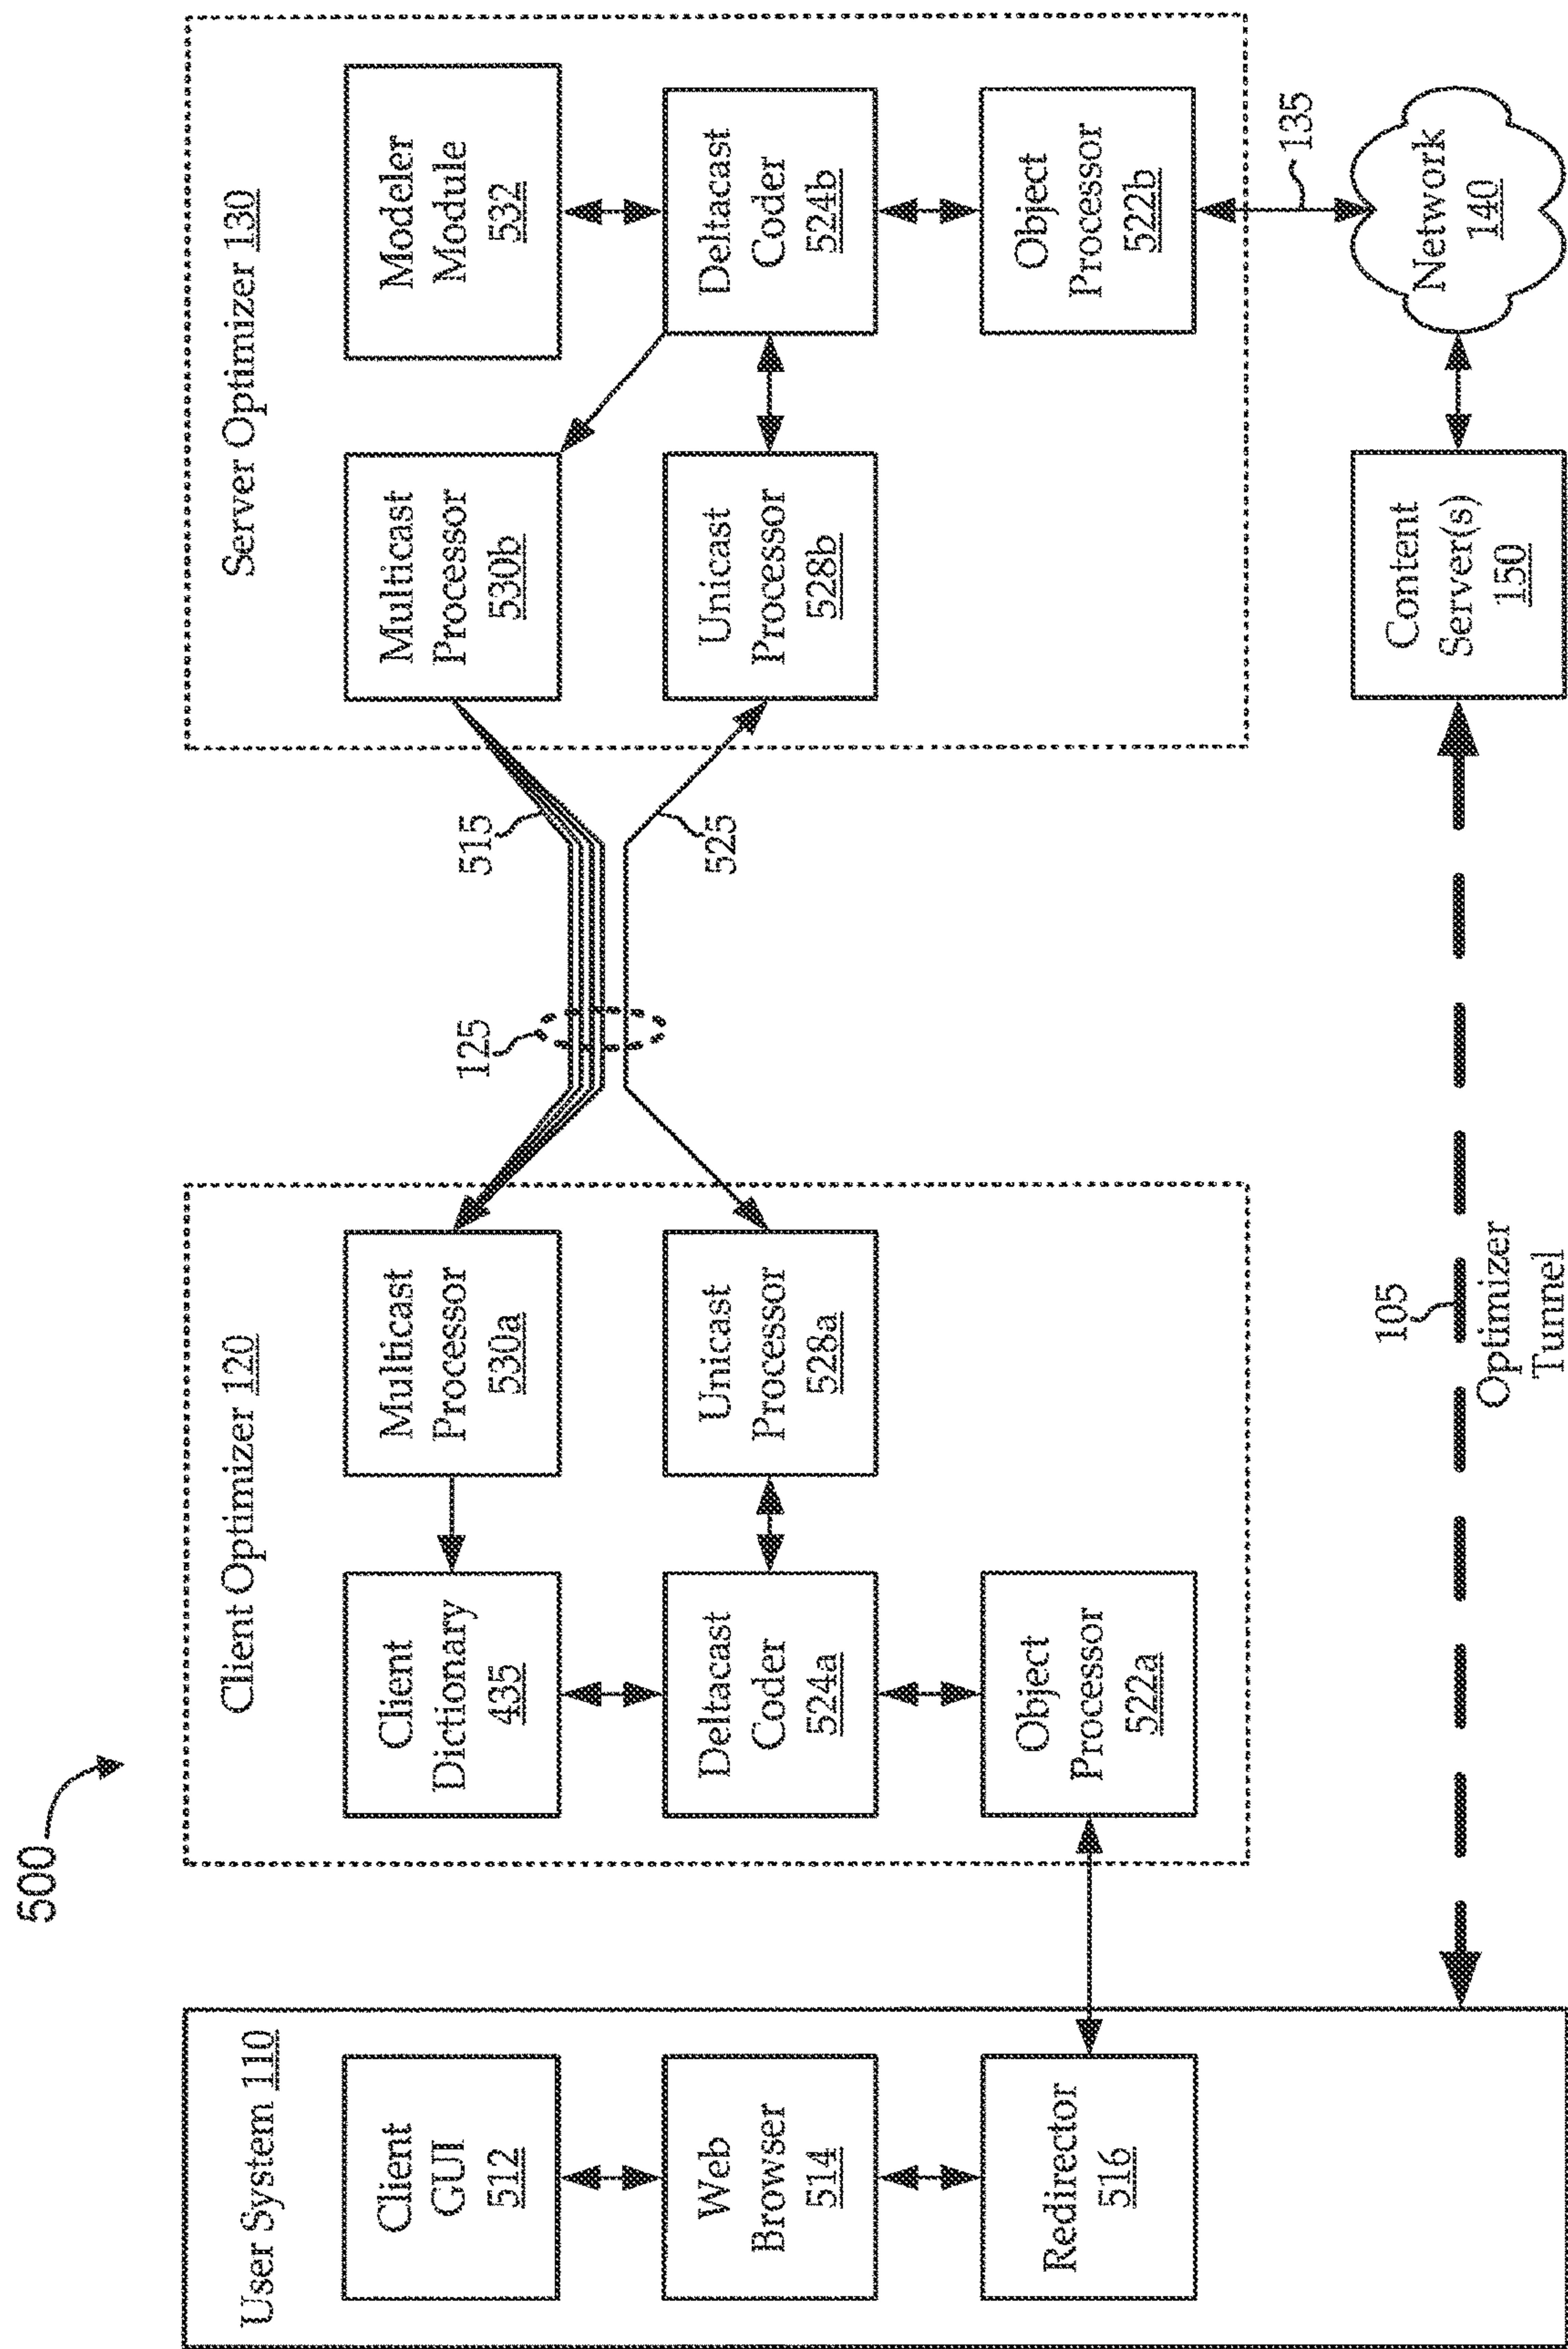 500
User System 110
Client
GUI
512
Web
Browser
514
Redirector
516
Client Optimizer 120
Client
Dictionary
435
Multicast
Processor
530a
Deltacast
Coder
524a
Unicast
Processor
528a
Object
Processor
522a
125
515
525
Server Optimizer 130
Multicast
Processor
530b
Modeler
Module
532
Unicast
Processor
528b
Deltacast
Coder
524b
Object
Processor
522b
135
105
Optimizer
Tunnel
Content
Server(s)
150
Network
140